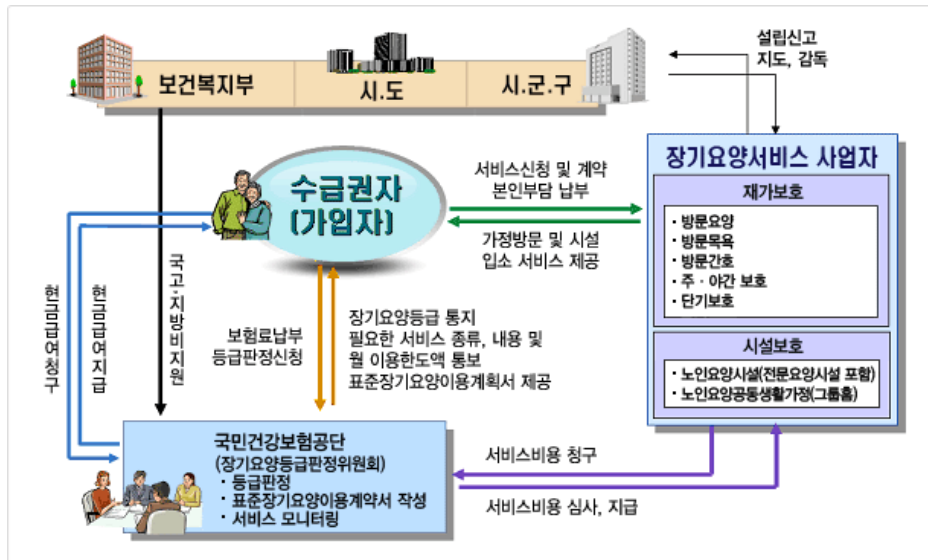 보건복지부
시.도
시.군.구
설립신고
지도, 감독
수급권자
(가입자)
서비스신청 및 계약
본인부담 납부
가정방문 및 시설
입소 서비스 제공
장기요양서비스 사업자
재가보호
· 방문요양
· 방문목욕
· 방문간호
· 주 · 야간 보호
· 단기보호
시설보호
· 노인요양시설(전문요양시설 포함)
· 노인요양공동생활가정(그룹홈)
현금급여청구
현금급여지급
국고·지방비지원
보험료납부
등급판정신청
장기요양등급 통지
필요한 서비스 종류, 내용 및
월 이용한도액 통보
표준장기요양이용계획서 제공
국민건강보험공단
(장기요양등급판정위원회)
· 등급판정
· 표준장기요양이용계약서 작성
· 서비스 모니터링
서비스비용 청구
서비스비용 심사, 지급